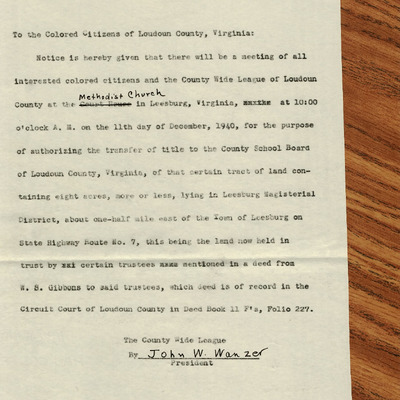 To the Colored Citizens of Loudoun County, Virginia:
Notice is hereby given that there will be a meeting of all
interested colored citizens and the County Wide League of Loudoun
Methodist Church
County at the Court House in Leesburg, Virginia, at 10:00
o'clock A. M. on the 11th day of December, 1940, for the purpose
of authorizing the transfer of title to the County School Board
of Loudoun County, Virginia, of that certain tract of land con-
taining eight acres, more or less, lying in Leesburg Magisterial
District, about one-half mile east of the Town of Leesburg on
State Highway Route No. 7, this being the land now held in
trust by certain trustees mentioned in a deed from
W. B. Gibbons to said trustees, which deed is of record in the
Circuit Court of Loudoun County in Deed Book 11 F's, Folio 227.
The County Wide League
By John W. Wanzer
President